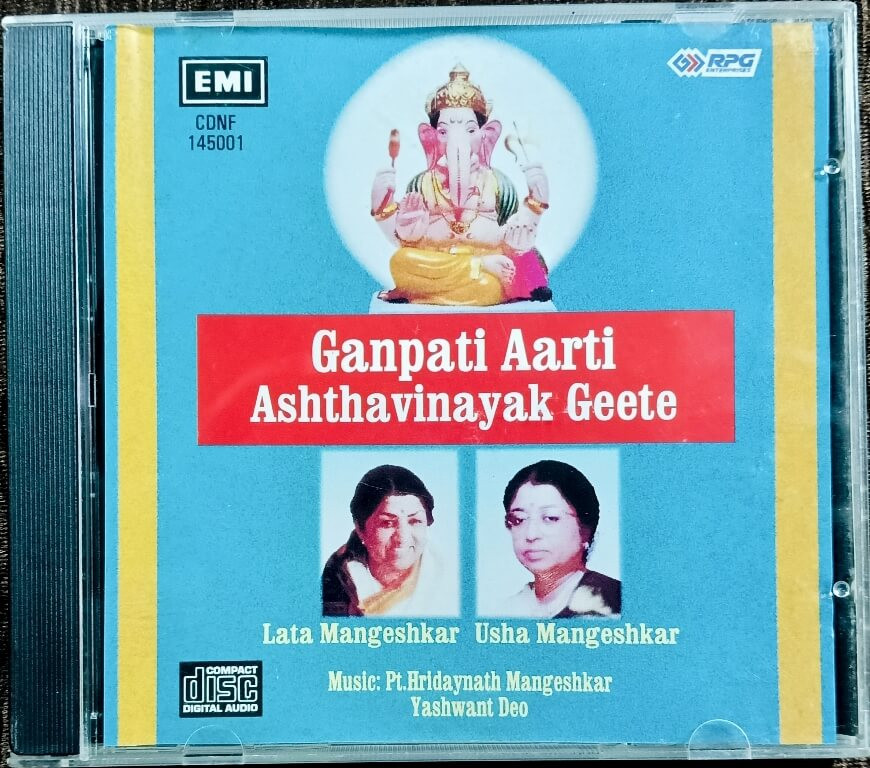 EMI
CDNF
145001
RPG
ENTERPRISES
Ganpati Aarti
Ashthavinayak Geete
Lata Mangeshkar
Usha Mangeshkar
COMPACT
disc
DIGITAL AUDIO
Music: Pt.Hridaynath Mangeshkar
Yashwant Deo